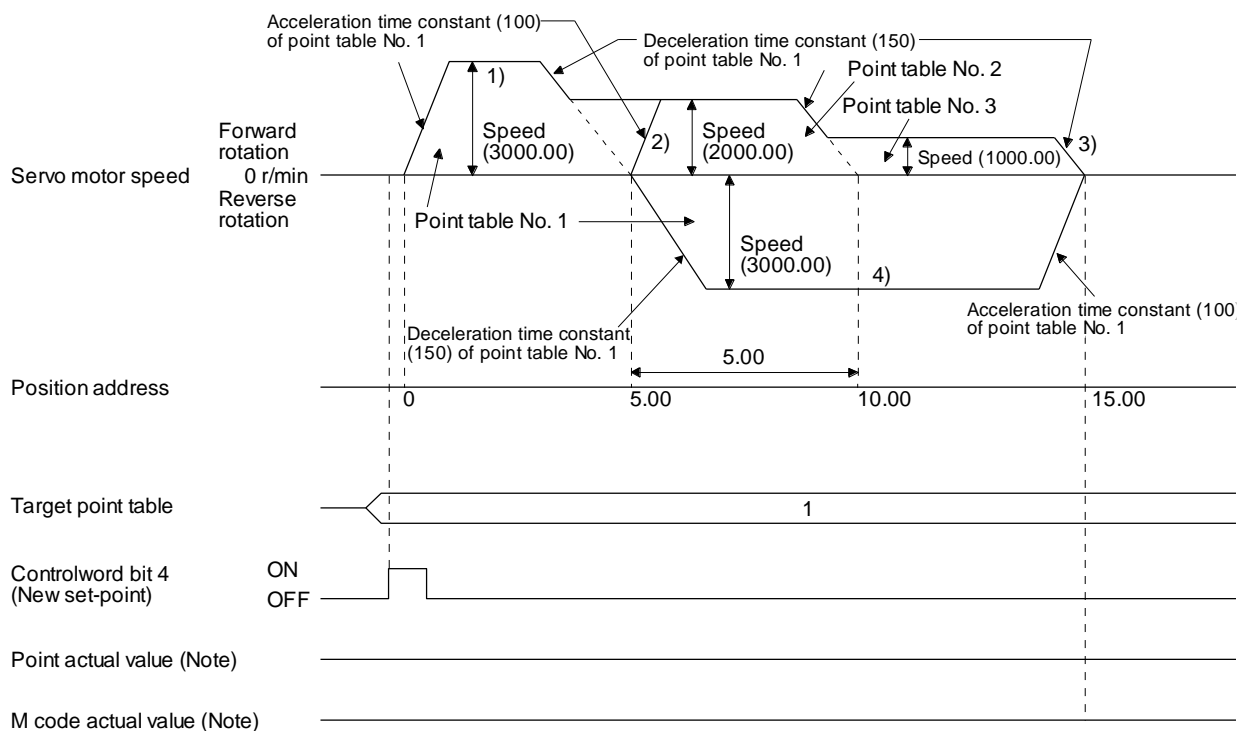 Acceleration time constant (100)
of point table No. 1
Deceleration time constant (150)
of point table No. 1
Point table No. 2
1)
Point table No. 3
Forward
rotation
Speed
(3000.00)
2)
Speed
(2000.00)
Speed (1000.00)
3)
Servo motor speed
0 r/min
Reverse
rotation
Point table No. 1
Speed
(3000.00)
4)
Acceleration time constant (100)
of point table No. 1
Deceleration time constant
(150) of point table No. 1
5.00
Position address
0
5.00
10.00
15.00
Target point table
1
Controlword bit 4
(New set-point)
ON
OFF
Point actual value (Note)
M code actual value (Note)